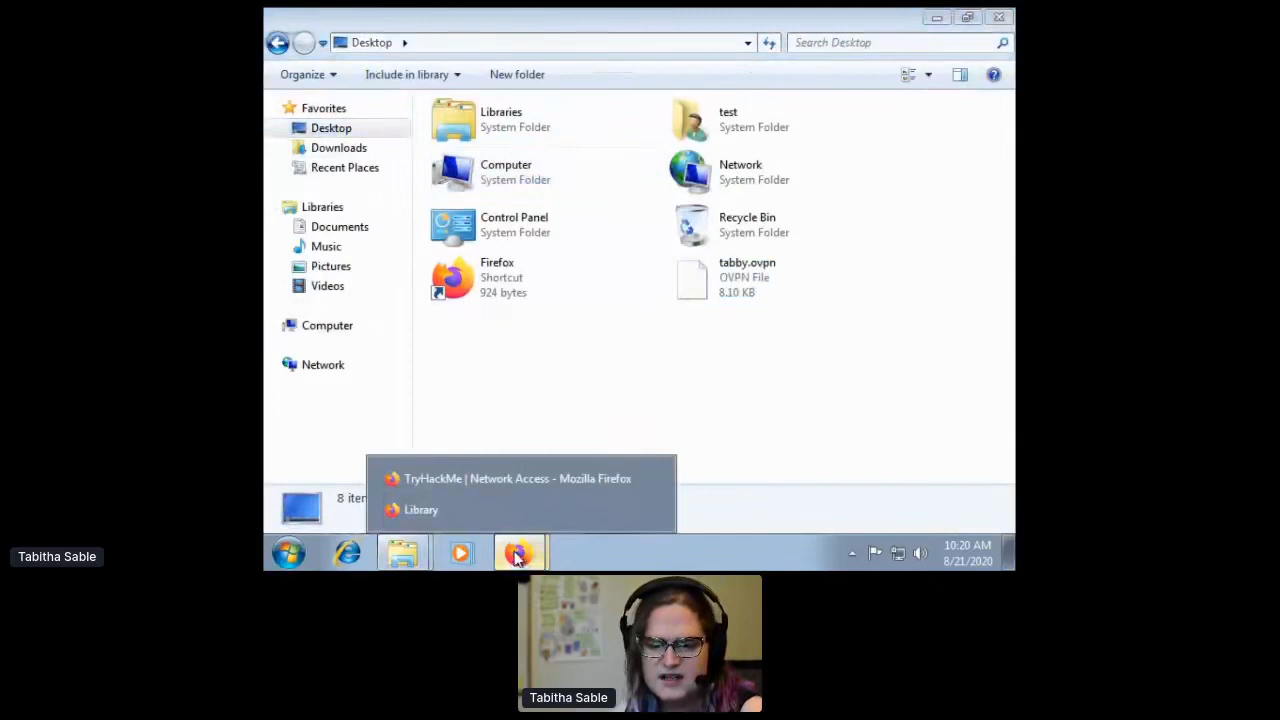 Desktop
Search Desktop
Organize
Include in library
New folder
Favorites
Desktop
Downloads
Recent Places
Libraries
Documents
Music
Pictures
Videos
Computer
Network
Libraries
System Folder
test
System Folder
Computer
System Folder
Network
System Folder
Control Panel
System Folder
Recycle Bin
System Folder
Firefox
Shortcut
924 bytes
tabby.ovpn
OVPN File
8.10 KB
8 iter
TryHackMe | Network Access - Mozilla Firefox
Library
10:20 AM
8/21/2020
Tabitha Sable
Tabitha Sable